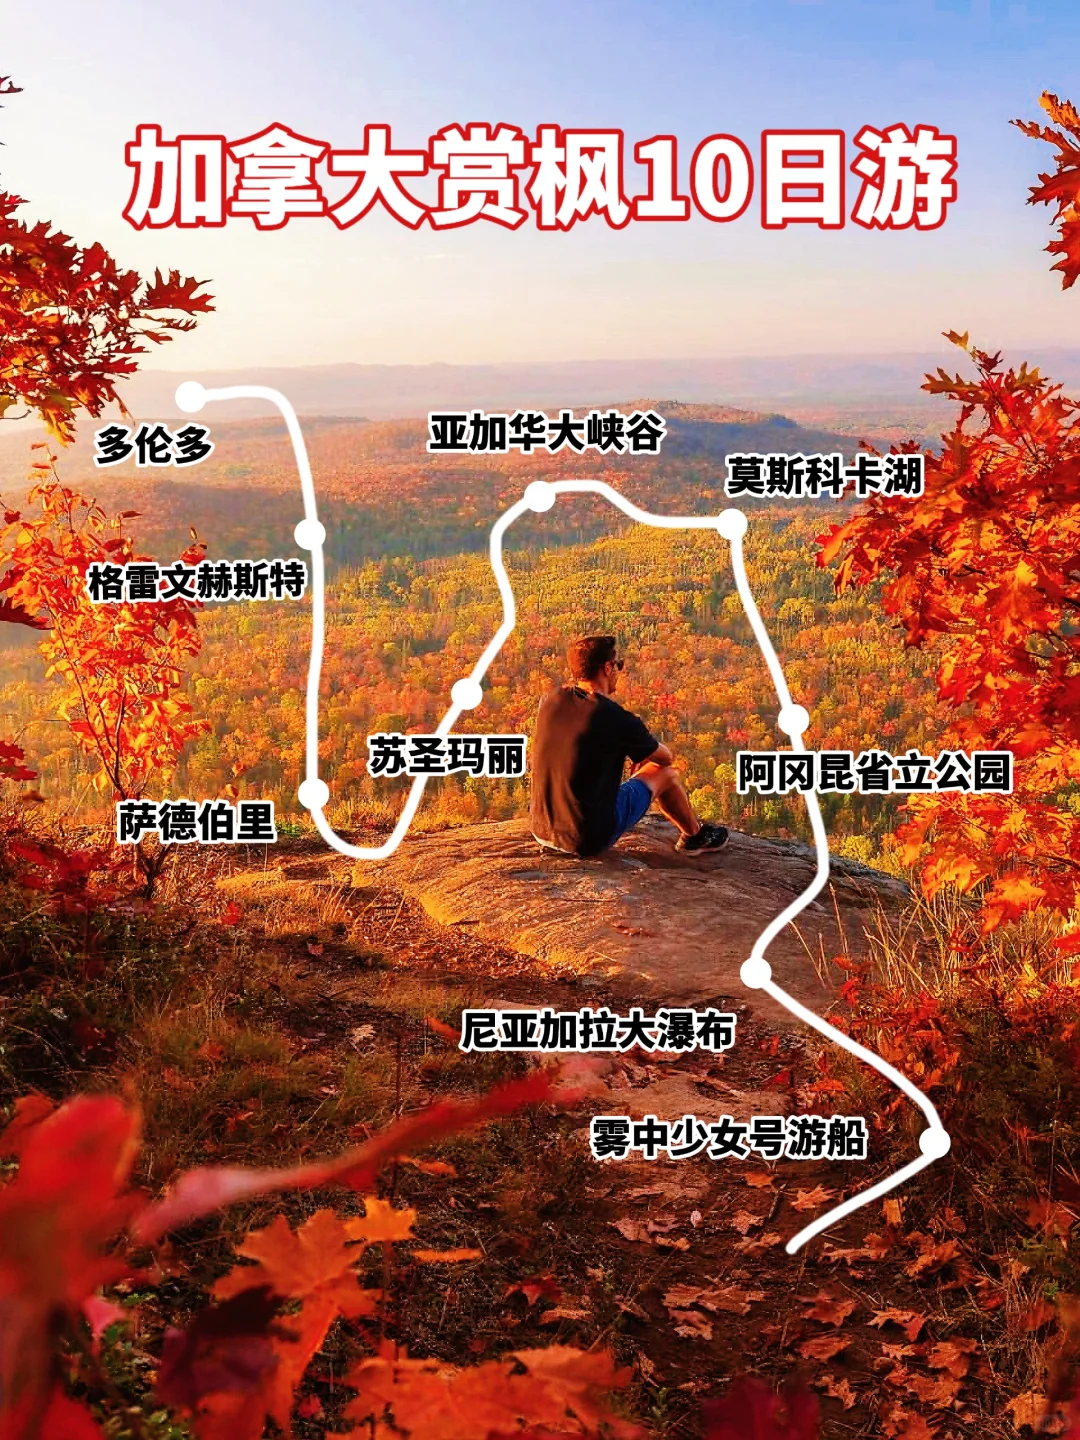 加拿大赏枫10日游
多伦多
格雷文赫斯特
萨德伯里
苏圣玛丽
亚加华大峡谷
莫斯科卡湖
阿冈昆省立公园
尼亚加拉大瀑布
雾中少女号游船